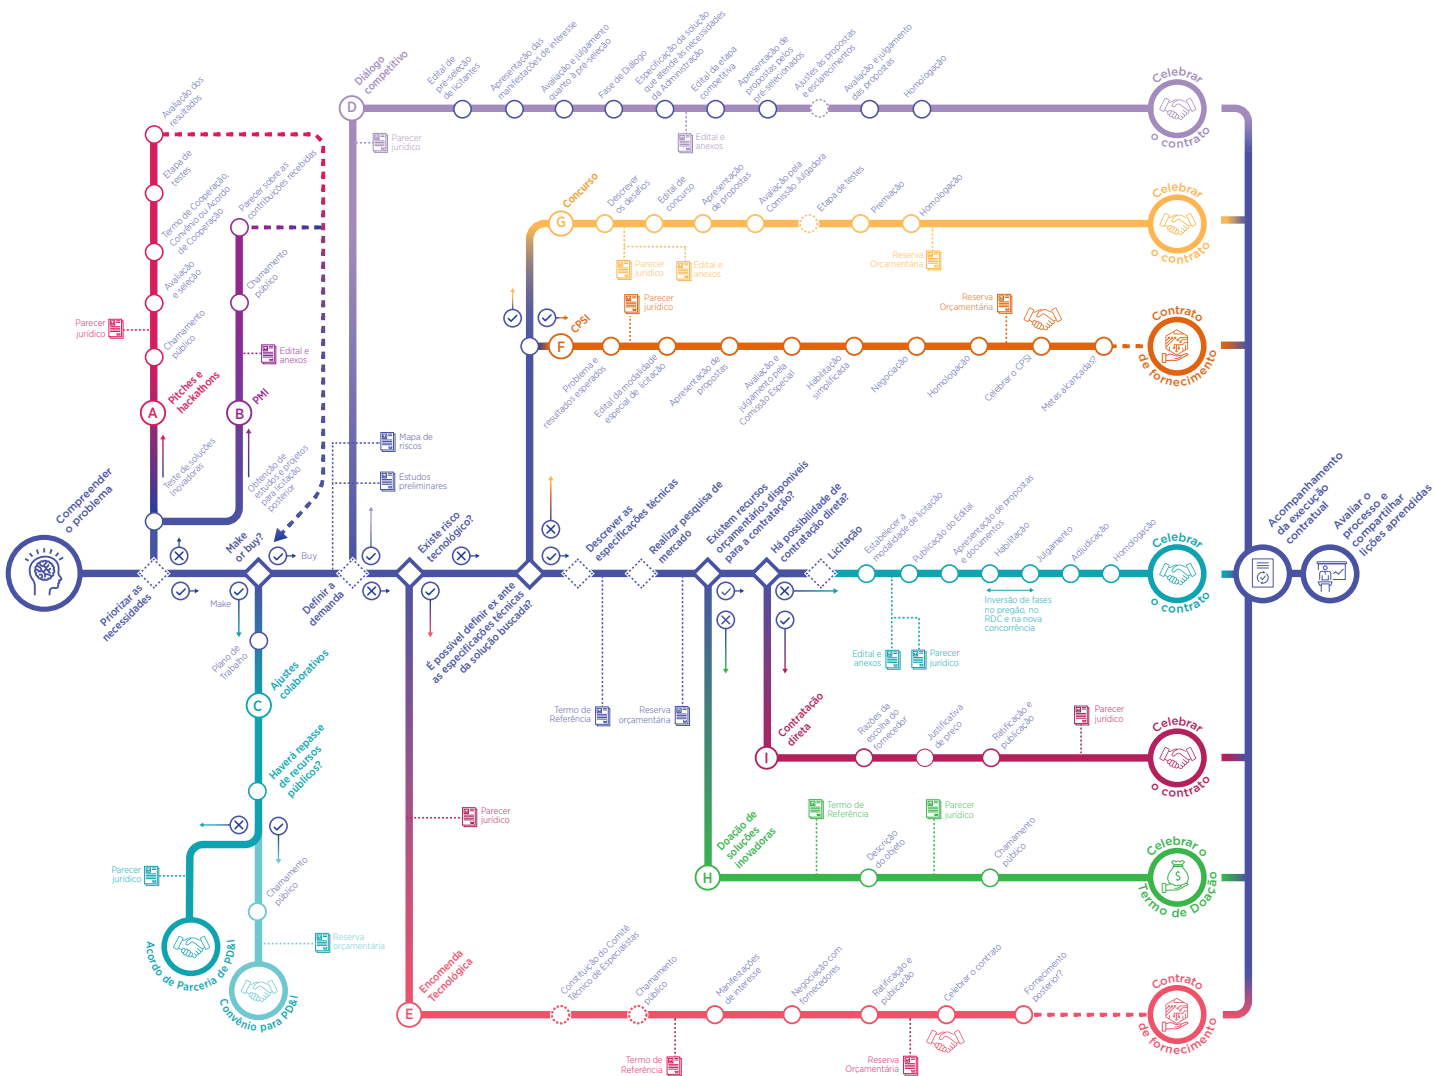 Diálogo
competitivo
D
Edital de
pré-seleção
de licitantes
Apresentação das
manifestações de interesse
Avaliação e julgamento
quanto à pré-seleção
Fase de Diálogo
Especificação da solução
que atende às necessidades
da Administração
Edital da etapa
competitiva
Apresentação de
propostas pelos
pré-selecionados
Ajustes às propostas
e esclarecimentos
Avaliação e julgamento
das propostas
Homologação
Parecer
jurídico
Edital e
anexos
Celebrar
o contrato
Avaliação dos
resultados
Etapa de
testes
Termo de Cooperação,
Convênio ou Acordo
de Cooperação
Avaliação
e seleção
Chamamento
público
Parecer
jurídico
A
Pitches e
hackathons
Teste de soluções
inovadoras
Parecer sobre as
contribuições recebidas
Chamamento
público
Edital e
anexos
B
PMI
Obtenção de
estudos e projetos
para licitação
posterior
Concurso
G
Descrever
os desafios
Edital de
concurso
Apresentação
de propostas
Avaliação pela
Comissão Julgadora
Etapa de testes
Premiação
Homologação
Parecer
jurídico
Edital e
anexos
Reserva
Orçamentária
Celebrar
o contrato
CPSI
F
Parecer
jurídico
Reserva
Orçamentária
Problema e
resultados esperados
Edital da modalidade
especial de licitação
Apresentação de
propostas
Avaliação e
julgamento pela
Comissão Especial
Habilitação
simplificada
Negociação
Homologação
Celebrar o CPSI
Metas alcançadas?
Contrato
de fornecimento
Mapa de
riscos
Estudos
preliminares
Compreender
o problema
Priorizar as
necessidades
Make
or buy?
Buy
Make
Definir a
demanda
Existe risco
tecnológico?
É possível definir ex ante
as especificações técnicas
da solução buscada?
Descrever as
especificações técnicas
Realizar pesquisa de
mercado
Existem recursos
orçamentários disponíveis
para a contratação?
Há possibilidade de
contratação direta?
Licitação
Estabelecer a
modalidade de licitação
Publicação do Edital
Apresentação de propostas
e documentos
Habilitação
Julgamento
Adjudicação
Homologação
Inversão de fases
no pregão, no
RDC e na nova
concorrência
Edital e
anexos
Parecer
jurídico
Celebrar
o contrato
Acompanhamento
da execução
contratual
Avaliar o
processo e
compartilhar
lições aprendidas
Termo de
Referência
Reserva
orçamentária
Plano de
Trabalho
C
Ajustes
colaborativos
Haverá repasse
de recursos
públicos?
Parecer
jurídico
Acordo de Parceria de PD&I
Chamamento
público
Reserva
orçamentária
Convênio para PD&I
Contratação
direta
I
Razões da
escolha do
fornecedor
Justificativa
de preço
Ratificação e
publicação
Parecer
jurídico
Celebrar
o contrato
Doação de
soluções
inovadoras
H
Termo de
Referência
Descrição
do objeto
Parecer
jurídico
Chamamento
público
Celebrar o
Termo de Doação
Parecer
jurídico
Encomenda
Tecnológica
E
Constituição do Comitê
Técnico de Especialistas
Chamamento
público
Manifestações
de interesse
Negociação com
fornecedores
Ratificação e
publicação
Celebrar o contrato
Fornecimento
posterior?
Termo de
Referência
Reserva
Orçamentária
Contrato
de fornecimento